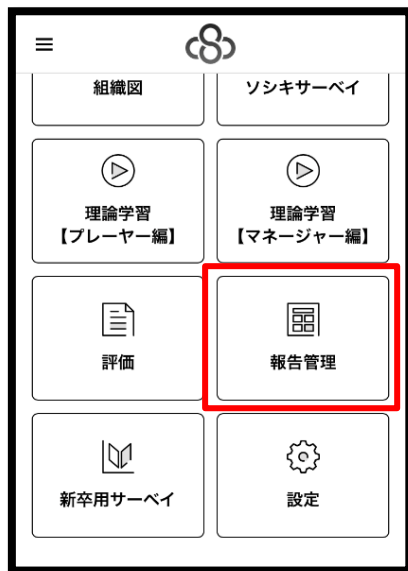 組織図
ソシキサーベイ
理論学習
【プレーヤー編】
理論学習
【マネージャー編】
評価
報告管理
新卒用サーベイ
設定